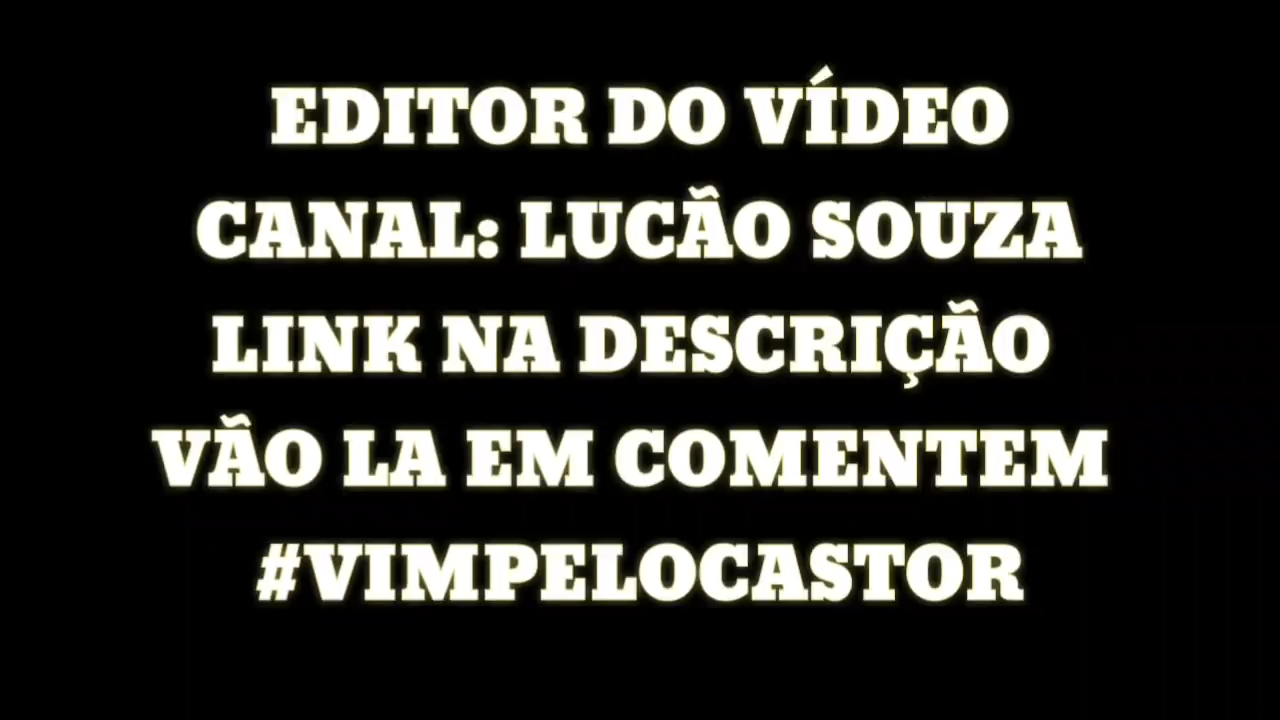 EDITOR DO VÍDEO
CANAL: LUCÃO SOUZA
LINK NA DESCRIÇÃO
VÃO LA EM COMENTEM
#VIMPELOCASTOR